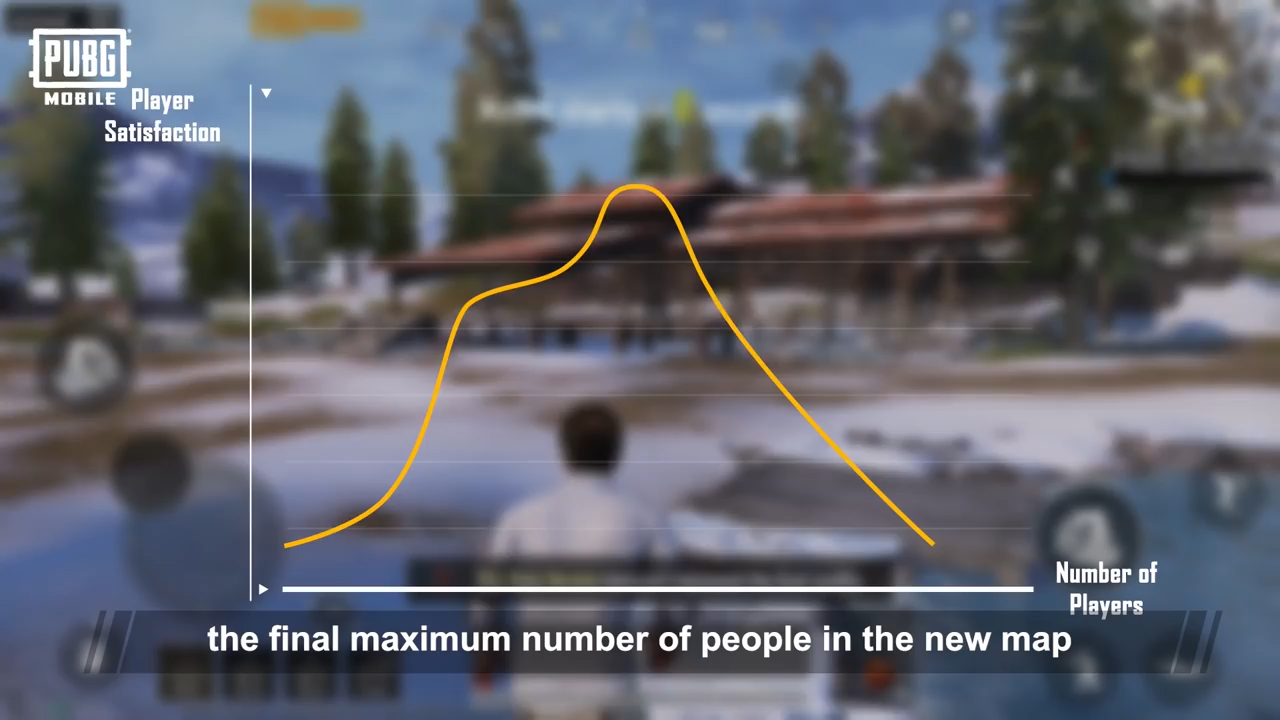 PUBG
MOBILE
Player
Satisfaction
Number of
Players
the final maximum number of people in the new map